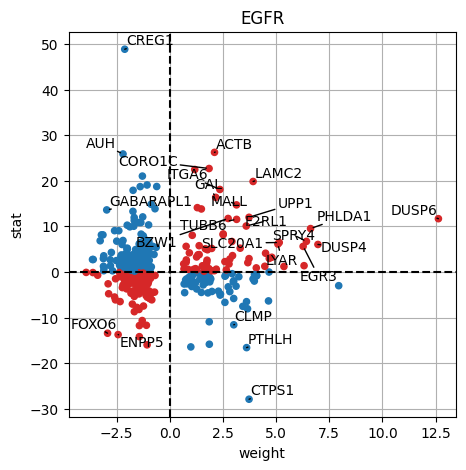 EGFR
CREG1
AUH
ACTB
CORO1C
ITGA6
LAMC2
GAL
GABARAPL1
MALL
UPP1
DUSP6
TUBB6
F2RL1
PHLDA1
BZW1
SLC20A1
SPRY4
DUSP4
LYAR
EGR3
FOXO6
ENPP5
CLMP
PTHLH
CTPS1
50
40
30
20
10
0
−10
−20
−30
stat
−2.5
0.0
2.5
5.0
7.5
10.0
12.5
weight